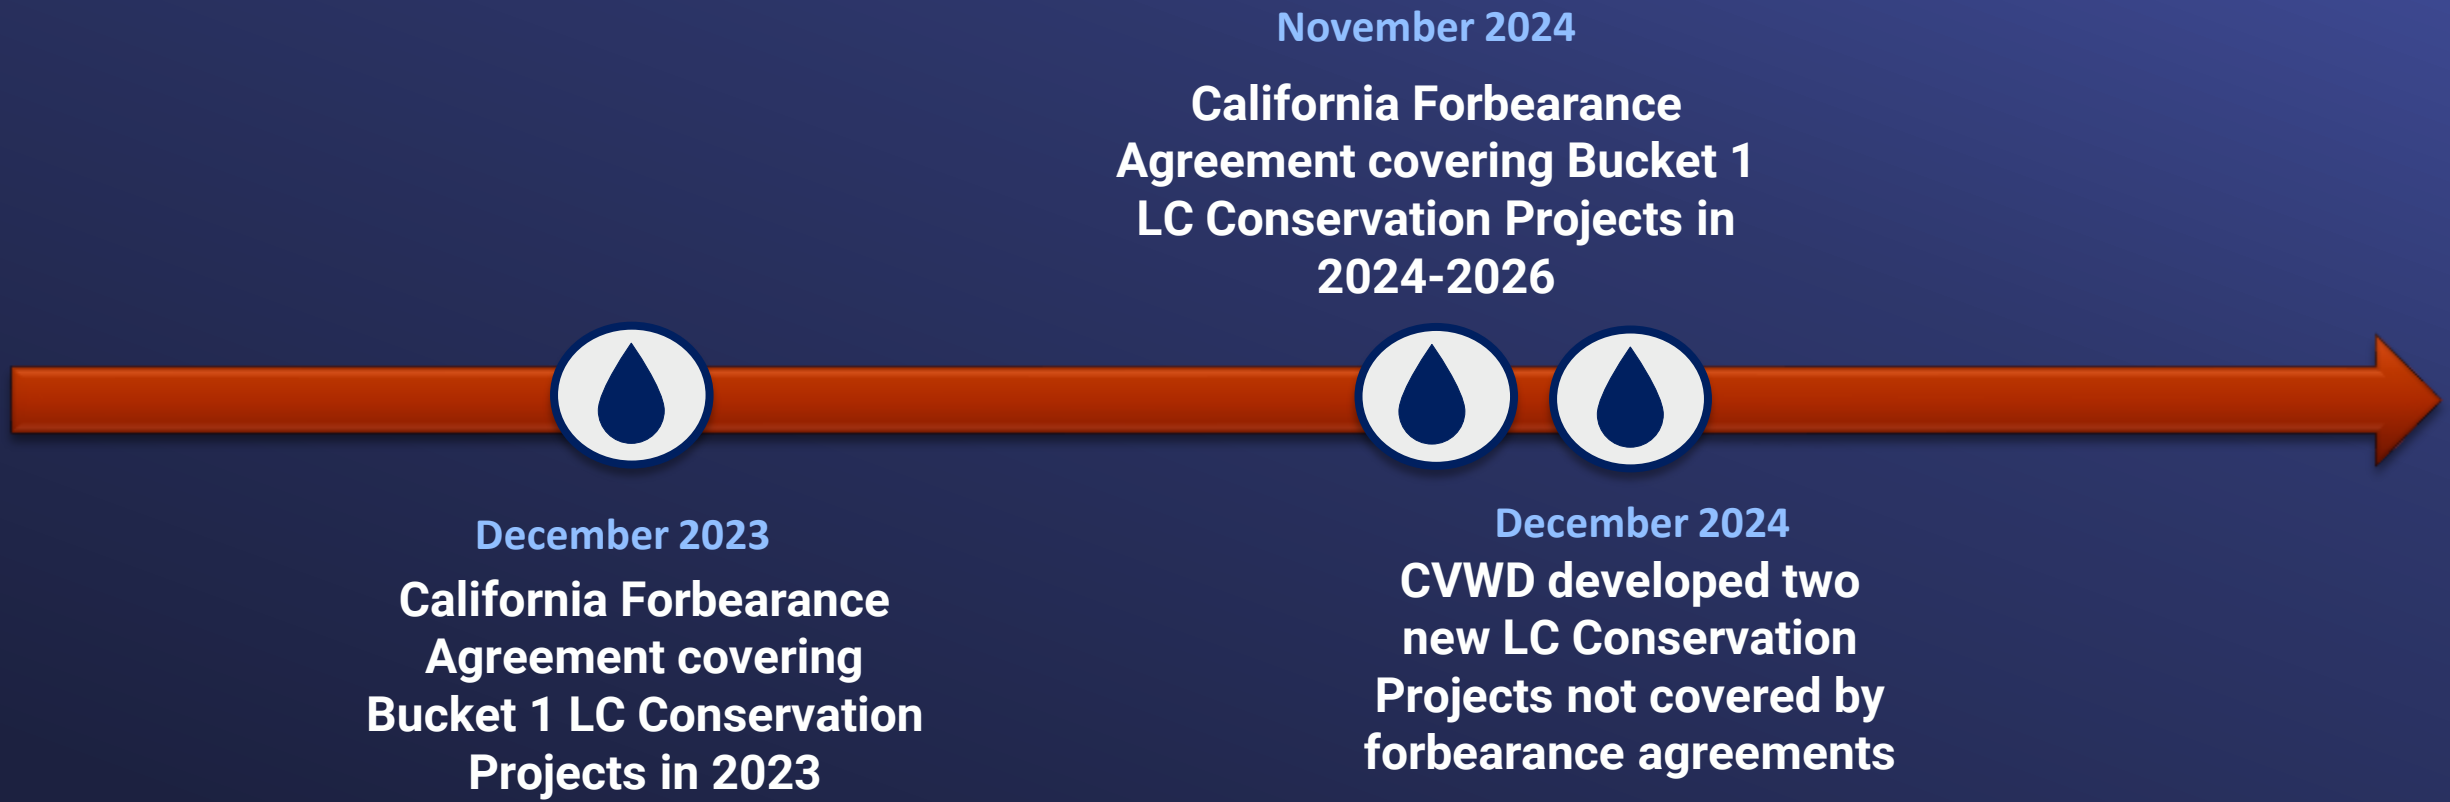 November 2024
California Forbearance
Agreement covering Bucket 1
LC Conservation Projects in
2024-2026
December 2023
California Forbearance
Agreement covering
Bucket 1 LC Conservation
Projects in 2023
December 2024
CVWD developed two
new LC Conservation
Projects not covered by
forbearance agreements